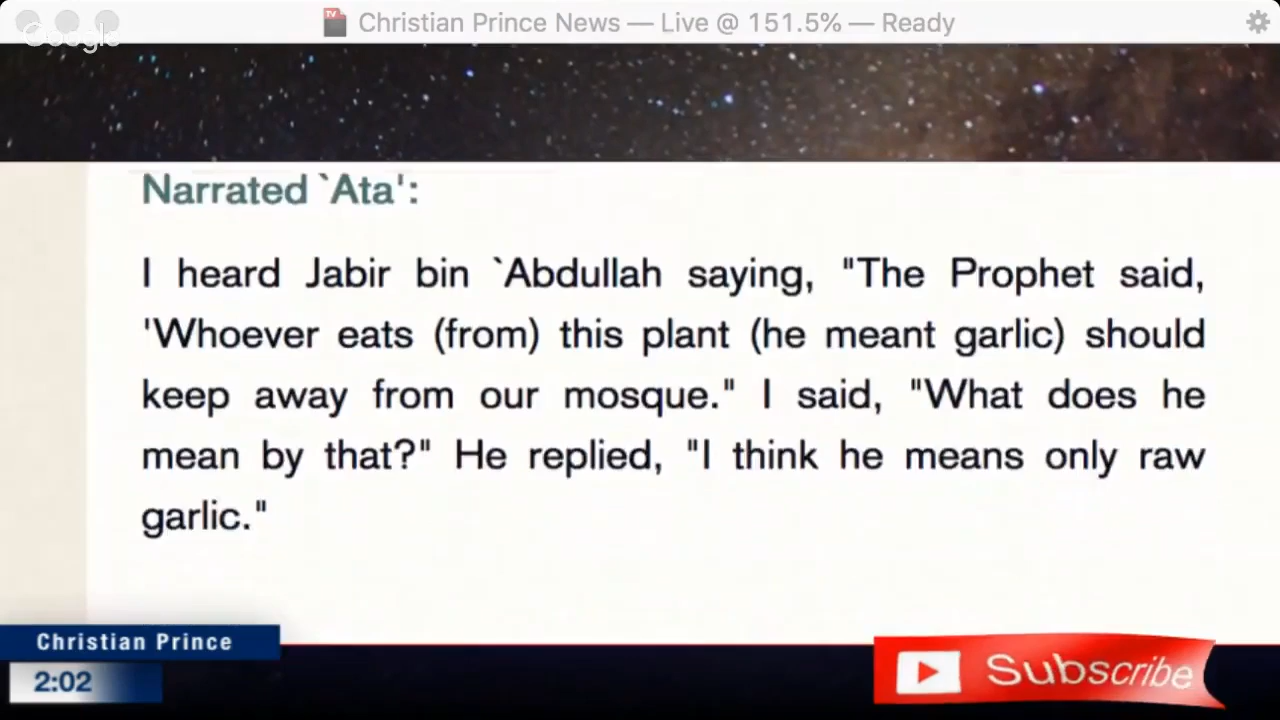 Christian Prince News — Live @ 151.5% — Ready
Google
Narrated `Ata':
I heard Jabir bin `Abdullah saying, "The Prophet said,
'Whoever eats (from) this plant (he meant garlic) should
keep away from our mosque." I said, "What does he
mean by that?" He replied, "I think he means only raw
garlic."
Christian Prince
2:02
Subscribe